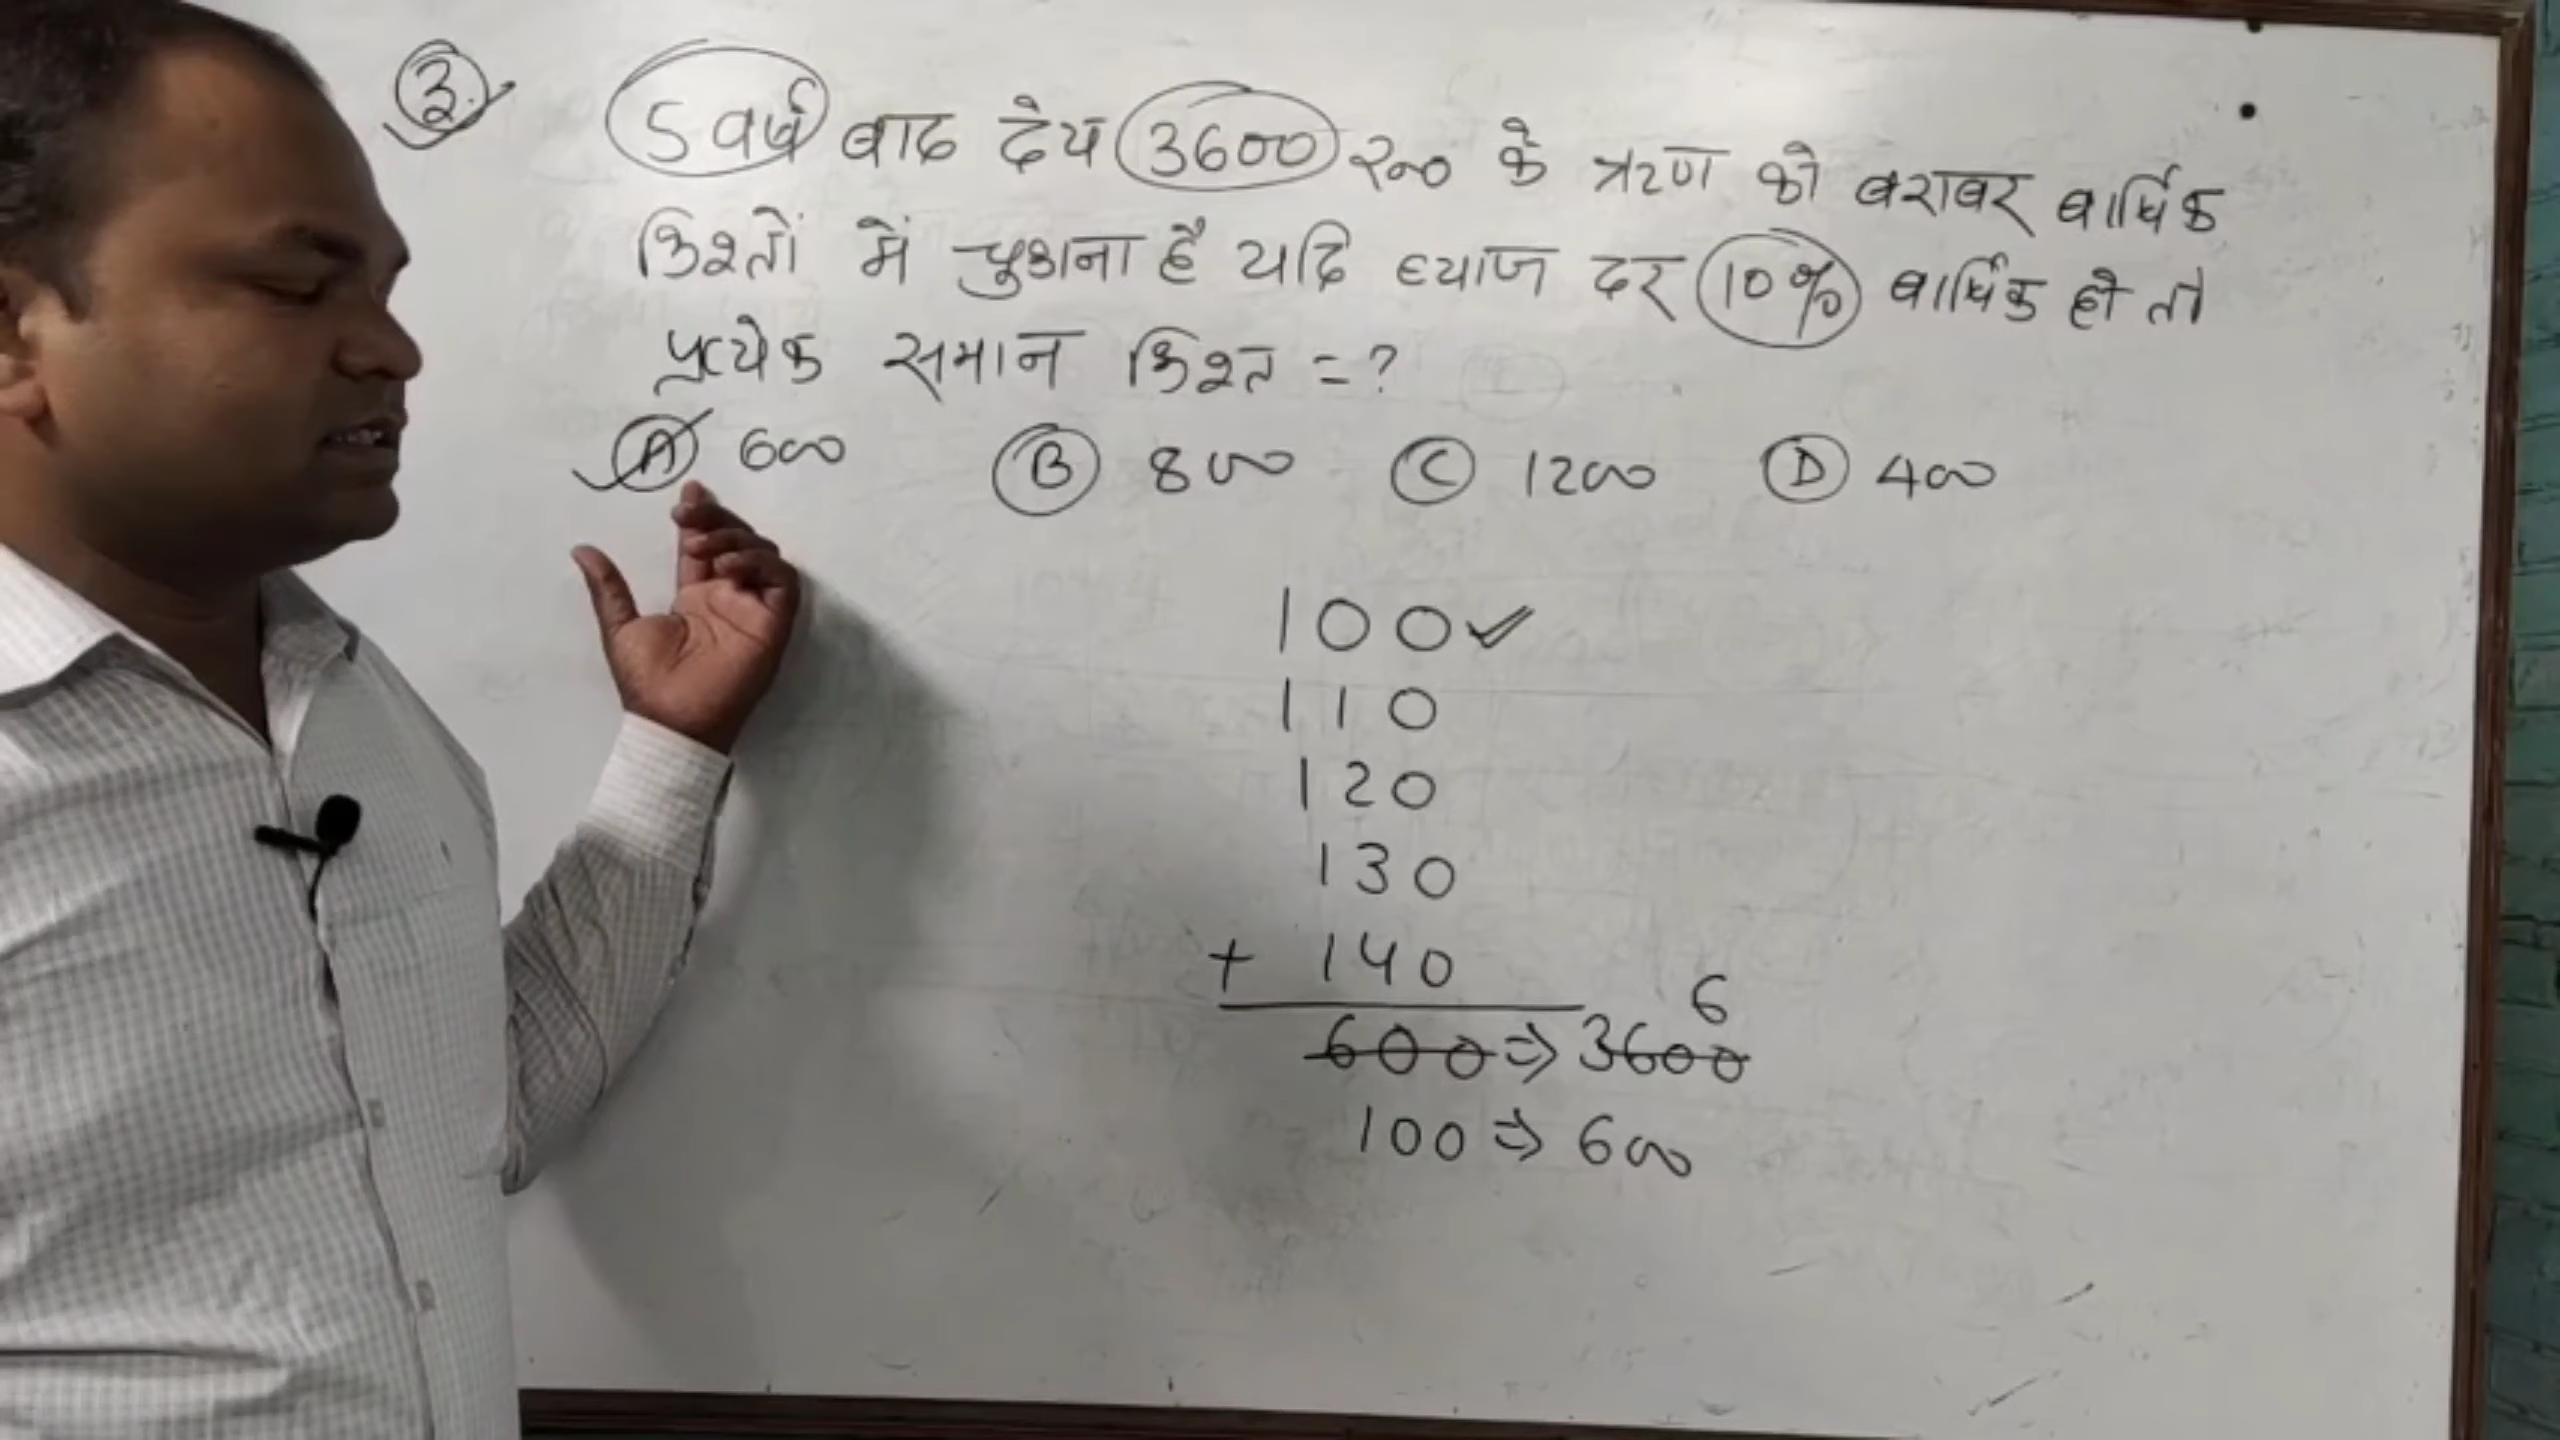 3.
5 वर्ष बाद देय 3600 रु० के ऋण को बराबर वार्षिक
किश्तों में चुकाना है यदि ब्याज दर 10% वार्षिक हो तो
प्रत्येक समान किश्त = ?
A 600 B 800 C 1200 D 400
100 ✓
110
120
130
+ 140
6
600 ⇒ 3600
100 ⇒ 600